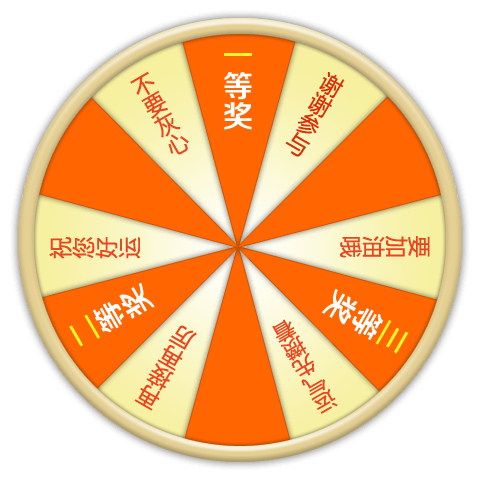 一等奖
谢谢参与
要加油哦
三等奖
运气先攒着
再接再厉
二等奖
祝您好运
不要灰心